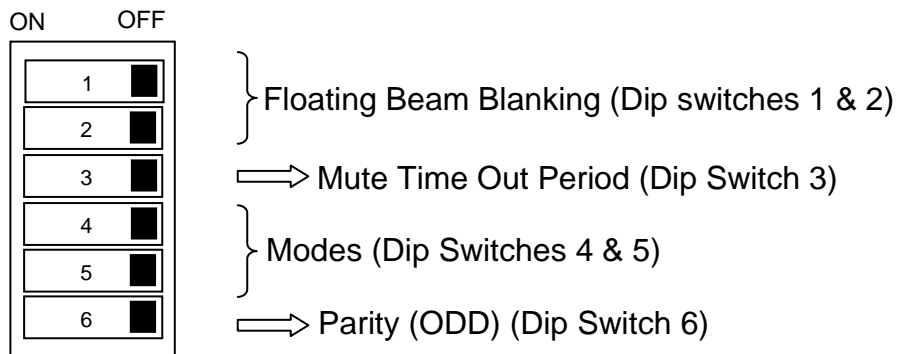 ON OFF
1
2
3
4
5
6
Floating Beam Blanking (Dip switches 1 & 2)
Mute Time Out Period (Dip Switch 3)
Modes (Dip Switches 4 & 5)
Parity (ODD) (Dip Switch 6)